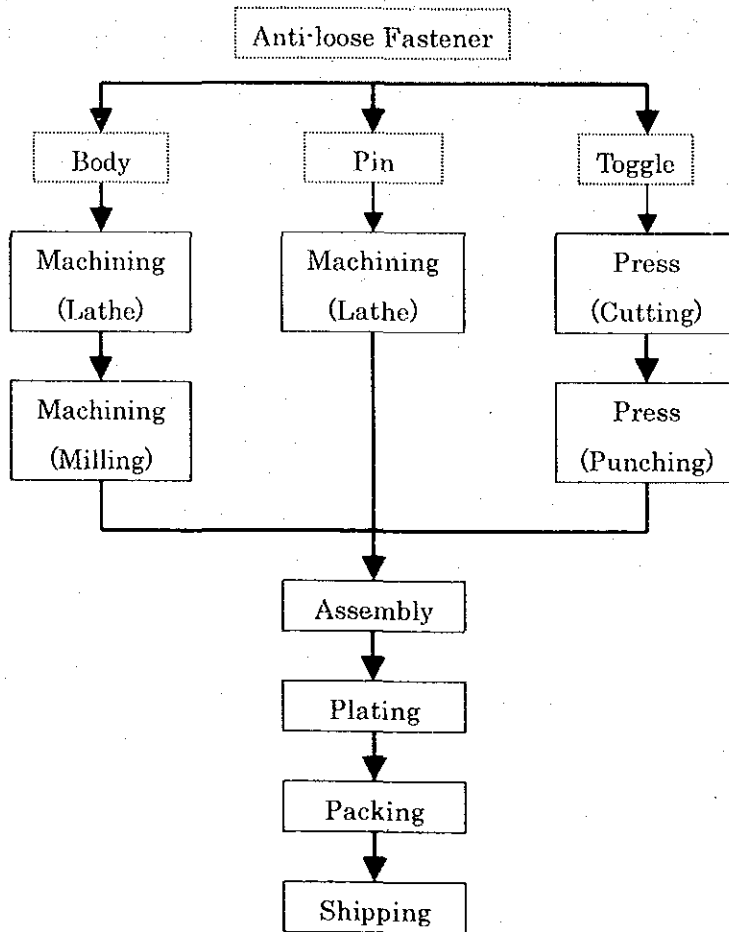 Anti-loose Fastener
Body
Pin
Toggle
Machining
(Lathe)
Machining
(Lathe)
Press
(Cutting)
Machining
(Milling)
Press
(Punching)
Assembly
Plating
Packing
Shipping